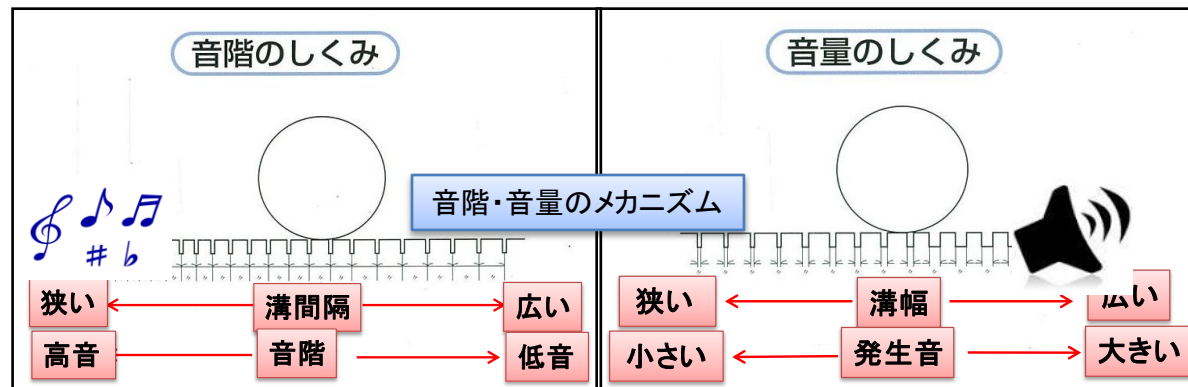 音階のしくみ
音量のしくみ
音階・音量のメカニズム
狭い 溝間隔 広い
高音 音階 低音
狭い 溝幅 広い
小さい 発生音 大きい